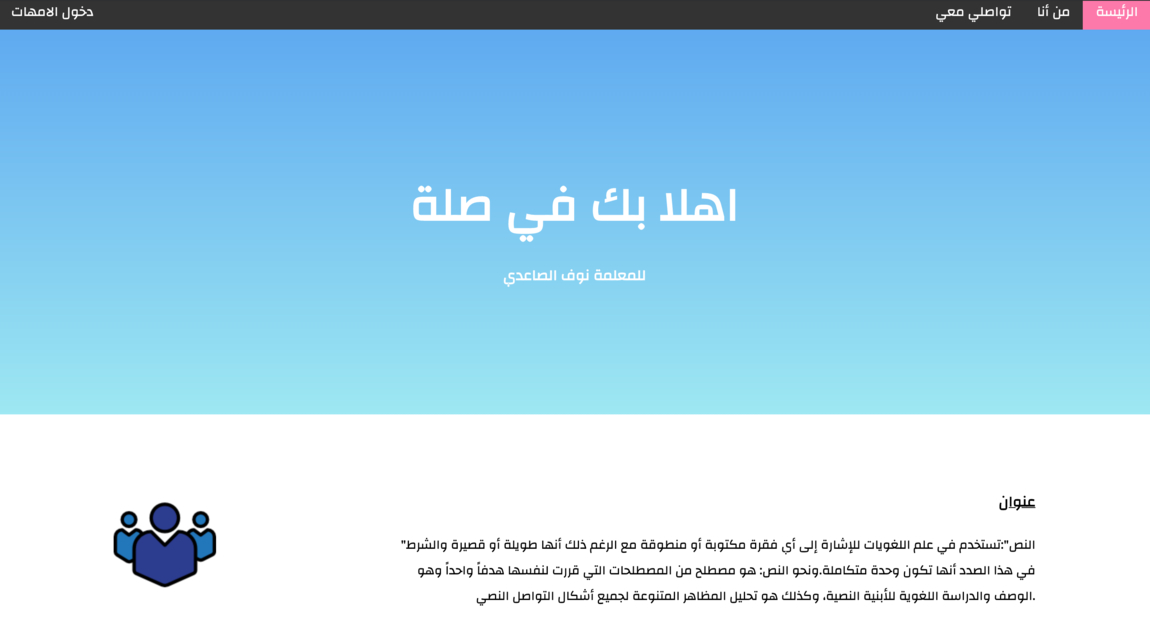 الرئيسة
من أنا
تواصلي معي
دخول الامهات
اهلا بك في صلة
للمعلمة نوف الصاعدي
عنوان
النص":تستخدم في علم اللغويات للإشارة إلى أي فقرة مكتوبة أو منطوقة مع الرغم ذلك أنها طويلة أو قصيرة والشرط"
في هذا الصدد أنها تكون وحدة متكاملة.ونحو النص: هو مصطلح من المصطلحات التي قررت لنفسها هدفاً واحداً وهو
.الوصف والدراسة اللغوية للأبنية النصية، وكذلك هو تحليل المظاهر المتنوعة لجميع أشكال التواصل النصي